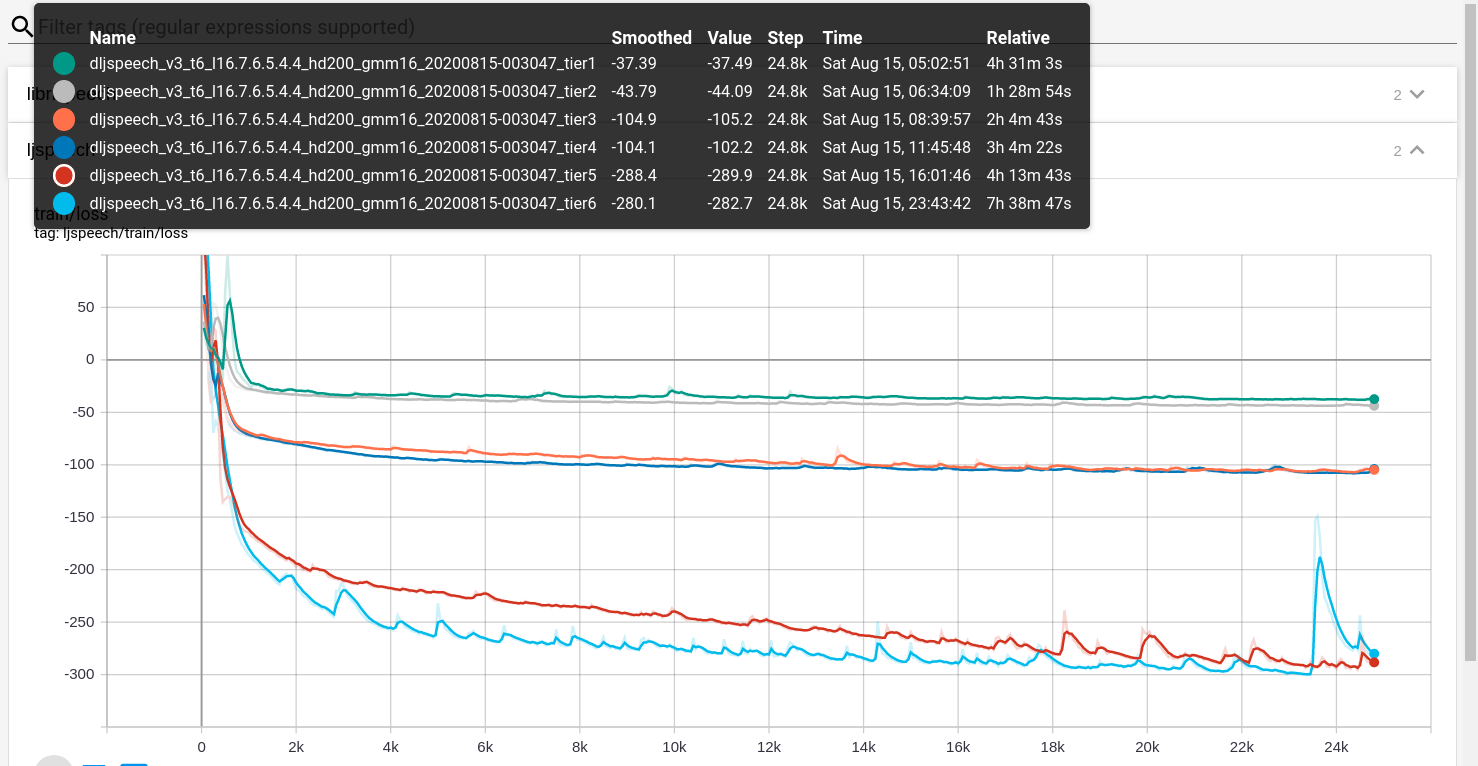 Filter tags (regular expressions supported)
Name Smoothed Value Step Time Relative
dljspeech_v3_t6_l16.7.6.5.4.4_hd200_gmm16_20200815-003047_tier1 -37.39 -37.49 24.8k Sat Aug 15, 05:02:51 4h 31m 3s
dljspeech_v3_t6_l16.7.6.5.4.4_hd200_gmm16_20200815-003047_tier2 -43.79 -44.09 24.8k Sat Aug 15, 06:34:09 1h 28m 54s
2
dljspeech_v3_t6_l16.7.6.5.4.4_hd200_gmm16_20200815-003047_tier3 -104.9 -105.2 24.8k Sat Aug 15, 08:39:57 2h 4m 43s
dljspeech_v3_t6_l16.7.6.5.4.4_hd200_gmm16_20200815-003047_tier4 -104.1 -102.2 24.8k Sat Aug 15, 11:45:48 3h 4m 22s
2
dljspeech_v3_t6_l16.7.6.5.4.4_hd200_gmm16_20200815-003047_tier5 -288.4 -289.9 24.8k Sat Aug 15, 16:01:46 4h 13m 43s
dljspeech_v3_t6_l16.7.6.5.4.4_hd200_gmm16_20200815-003047_tier6 -280.1 -282.7 24.8k Sat Aug 15, 23:43:42 7h 38m 47s
train/loss
tag: ljspeech/train/loss
50
0
-50
-100
-150
-200
-250
-300
0 2k 4k 6k 8k 10k 12k 14k 16k 18k 20k 22k 24k